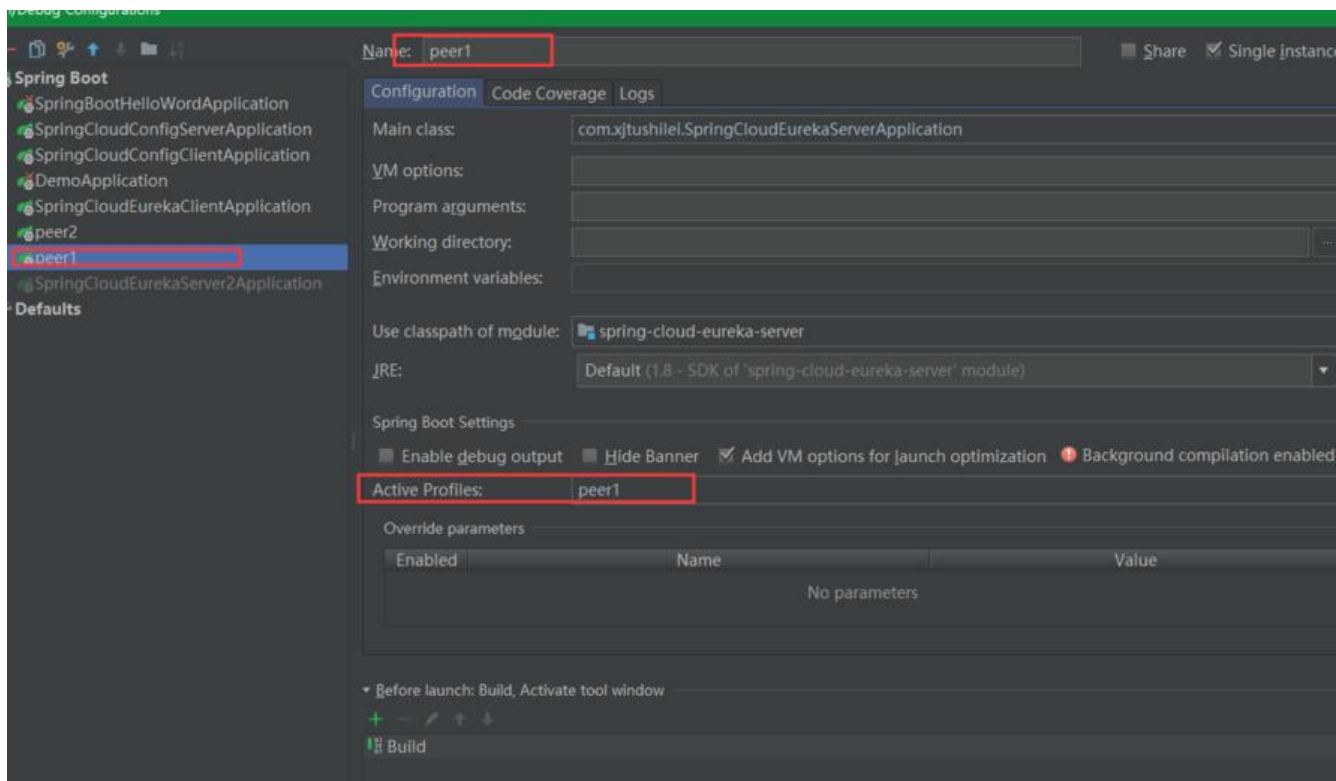 /Debug Configurations
Name: peer1
Share Single instance
Spring Boot
SpringBootHelloWordApplication
SpringCloudConfigServerApplication
SpringCloudConfigClientApplication
DemoApplication
SpringCloudEurekaClientApplication
peer2
peer1
SpringCloudEurekaServer2Application
Defaults
Configuration Code Coverage Logs
Main class: com.xjtushilei.SpringCloudEurekaServerApplication
VM options:
Program arguments:
Working directory: ...
Environment variables:
Use classpath of module: spring-cloud-eureka-server
JRE: Default (1.8 - SDK of 'spring-cloud-eureka-server' module)
Spring Boot Settings
Enable debug output Hide Banner Add VM options for launch optimization Background compilation enabled
Active Profiles: peer1
Override parameters
Enabled Name Value
No parameters
Before launch: Build, Activate tool window
Build